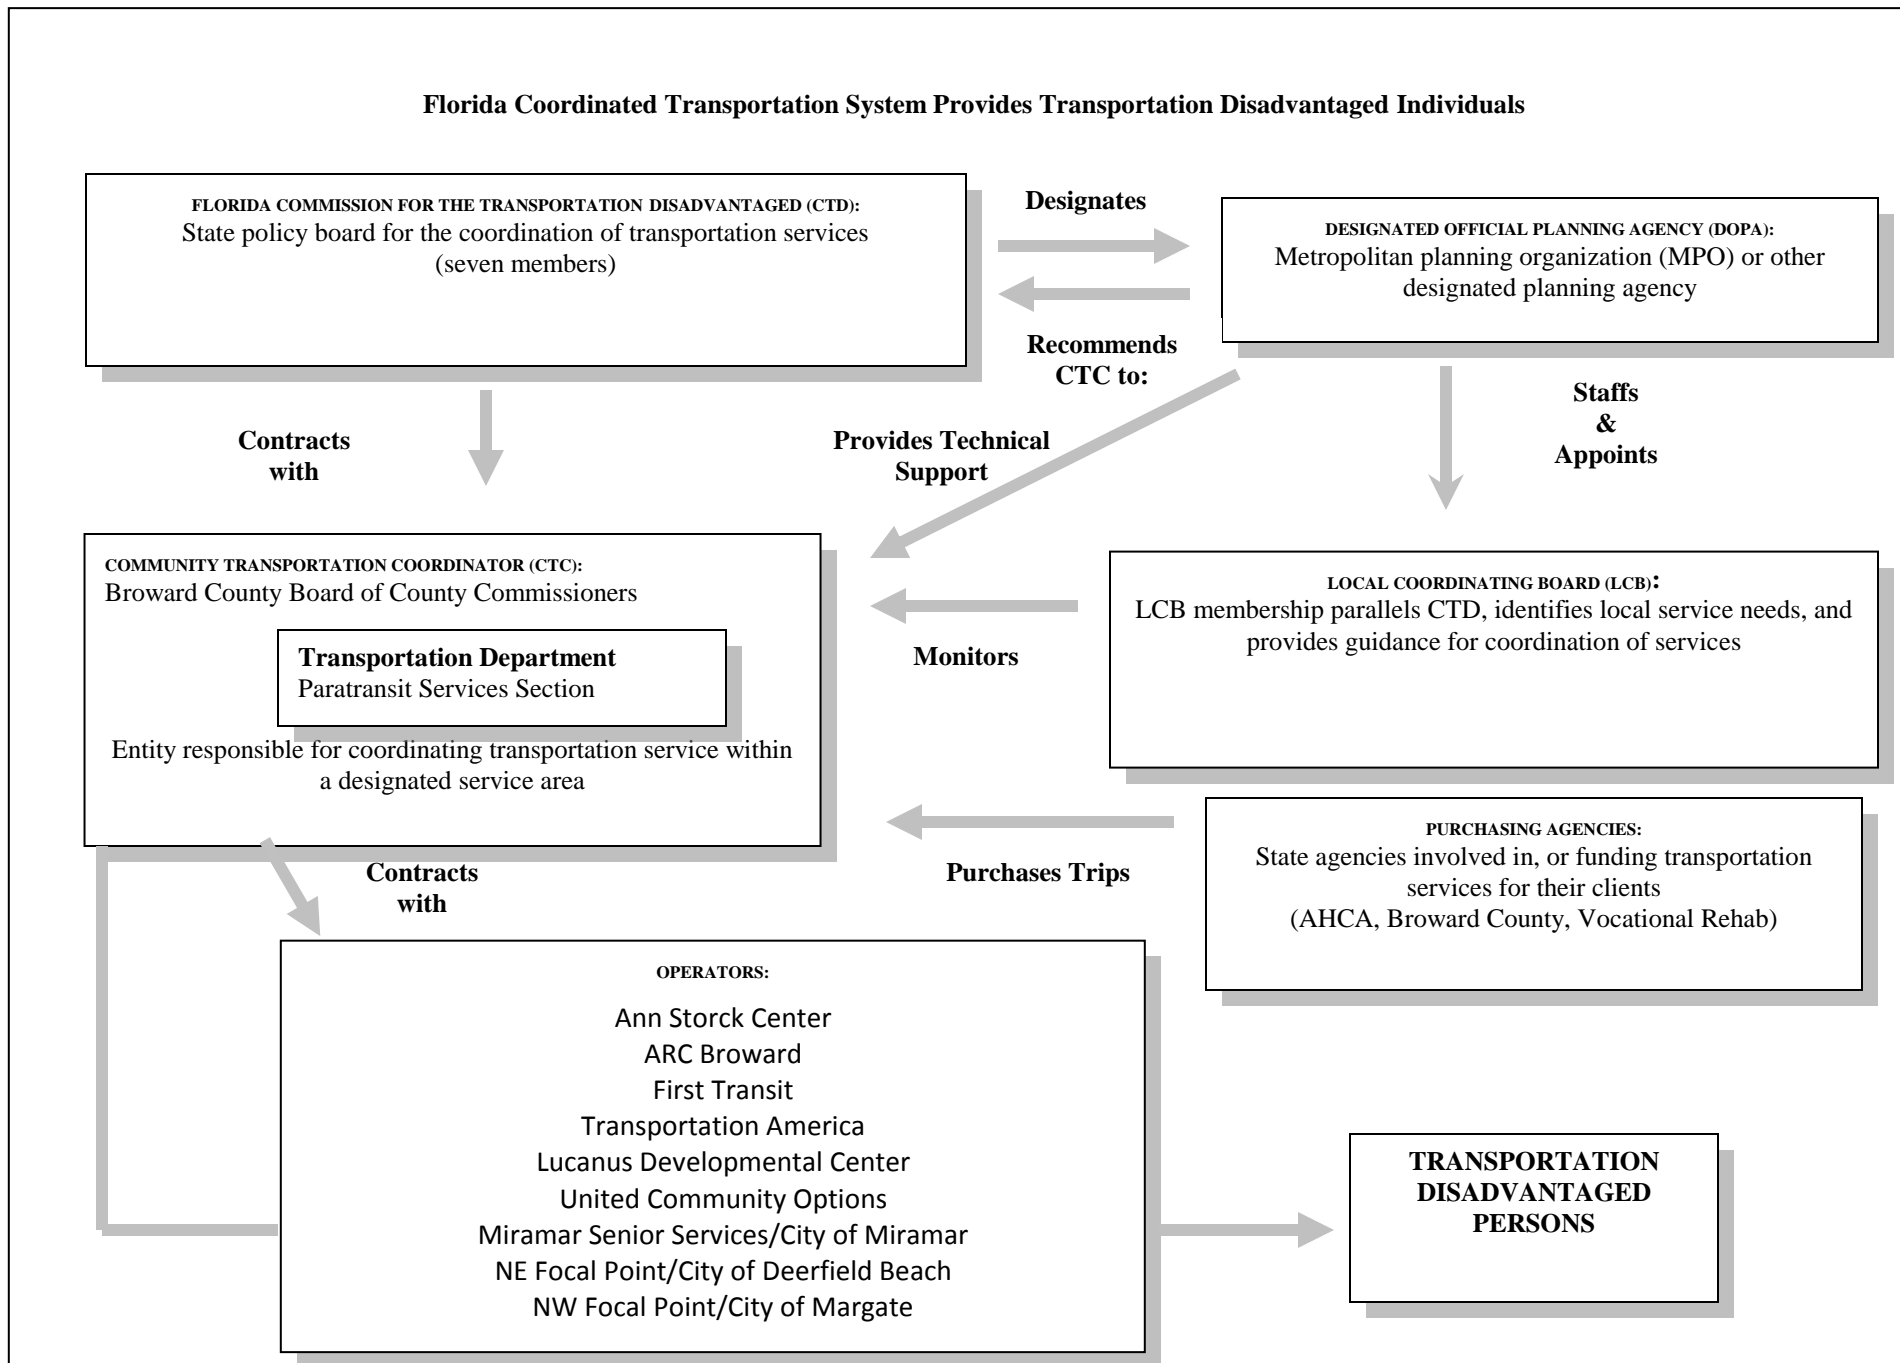 Florida Coordinated Transportation System Provides Transportation Disadvantaged Individuals
FLORIDA COMMISSION FOR THE TRANSPORTATION DISADVANTAGED (CTD):
State policy board for the coordination of transportation services
(seven members)
Designates
DESIGNATED OFFICIAL PLANNING AGENCY (DOPA):
Metropolitan planning organization (MPO) or other
designated planning agency
Recommends
CTC to:
Contracts
with
Provides Technical
Support
Staffs
&
Appoints
COMMUNITY TRANSPORTATION COORDINATOR (CTC):
Broward County Board of County Commissioners
Transportation Department
Paratransit Services Section
Entity responsible for coordinating transportation service within
a designated service area
Monitors
LOCAL COORDINATING BOARD (LCB):
LCB membership parallels CTD, identifies local service needs, and
provides guidance for coordination of services
Purchases Trips
PURCHASING AGENCIES:
State agencies involved in, or funding transportation
services for their clients
(AHCA, Broward County, Vocational Rehab)
Contracts
with
OPERATORS:
Ann Storck Center
ARC Broward
First Transit
Transportation America
Lucanus Developmental Center
United Community Options
Miramar Senior Services/City of Miramar
NE Focal Point/City of Deerfield Beach
NW Focal Point/City of Margate
TRANSPORTATION
DISADVANTAGED
PERSONS